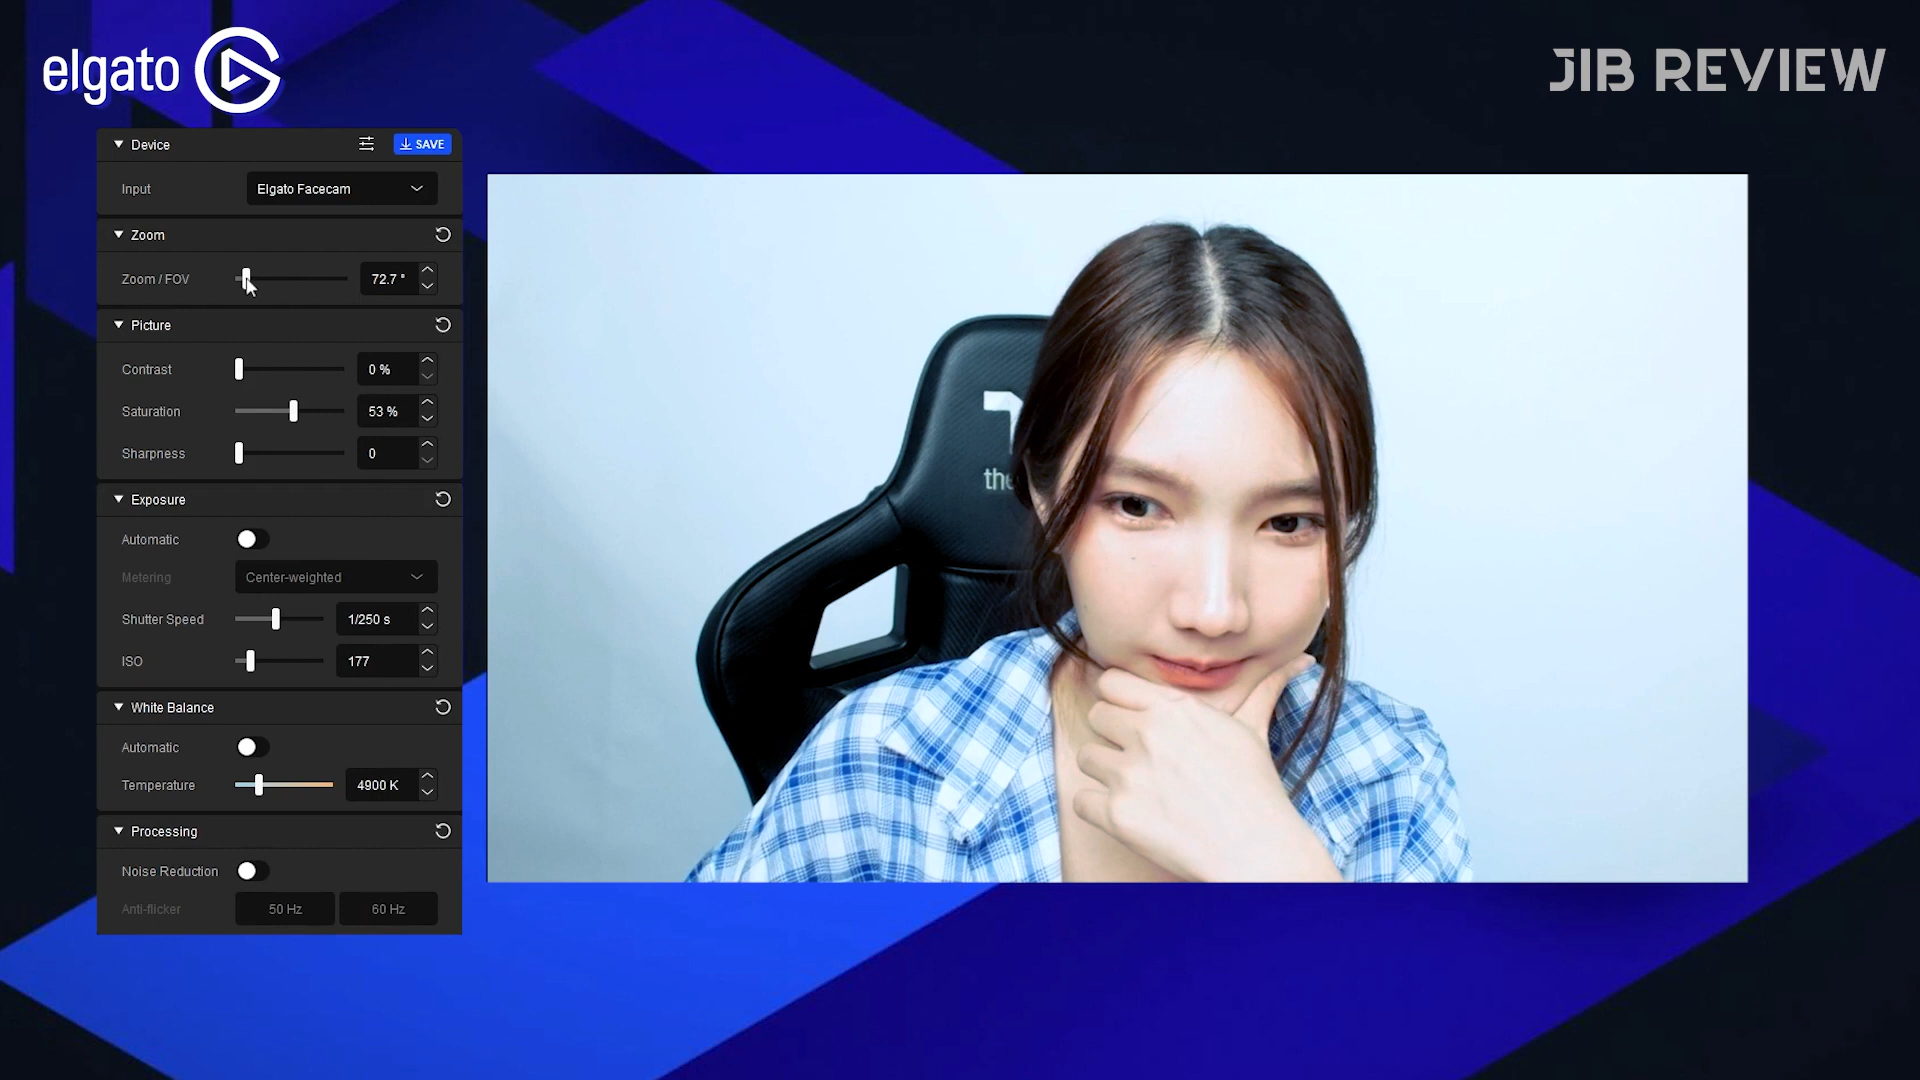 elgato
JIB REVIEW
Device
SAVE
Input
Elgato Facecam
Zoom
Zoom / FOV
72.7 °
Picture
Contrast
0 %
Saturation
53 %
Sharpness
0
Exposure
Automatic
Metering
Center-weighted
Shutter Speed
1/250 s
ISO
177
White Balance
Automatic
Temperature
4900 K
Processing
Noise Reduction
Anti-flicker
50 Hz
60 Hz
the